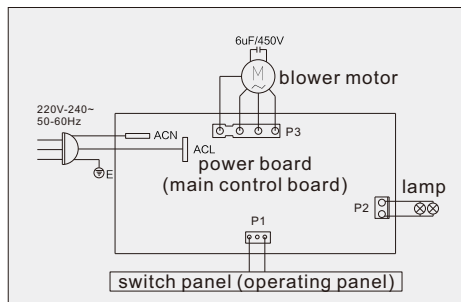 6uF/450V
M
blower motor
220V-240~
50-60Hz
ACN
P3
ACL
E
power board
(main control board)
lamp
P2
P1
switch panel (operating panel)